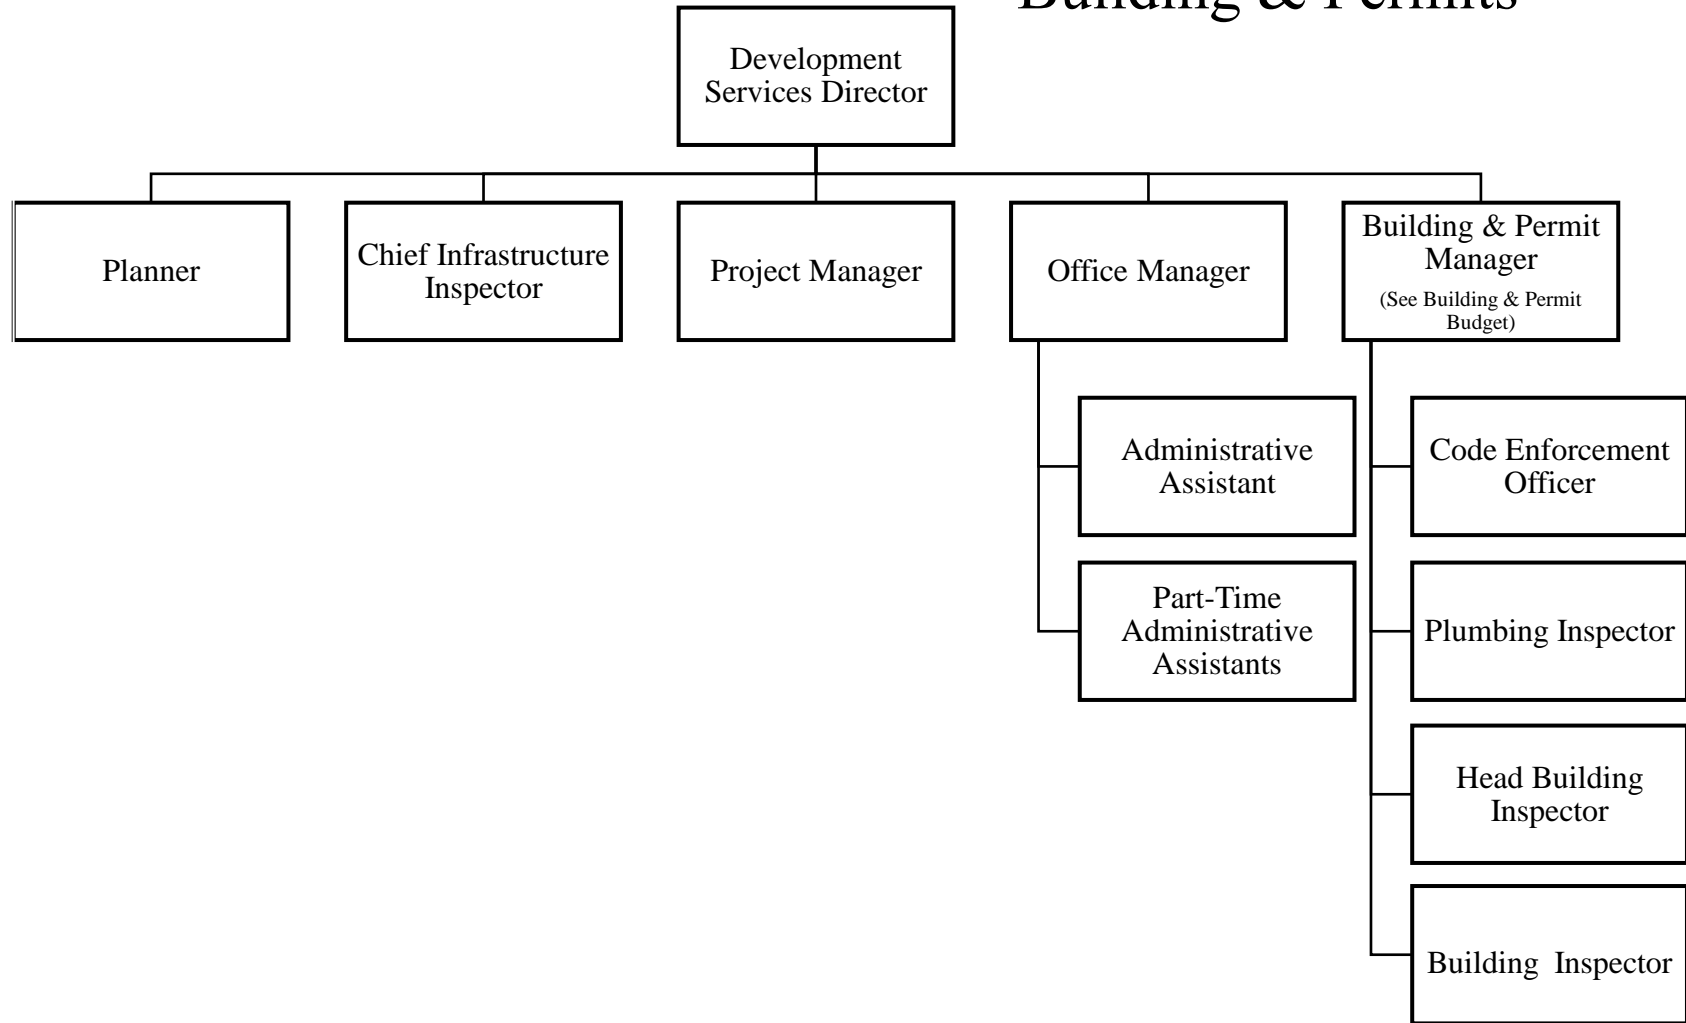 Building & Permits
Development
Services Director
Planner
Chief Infrastructure
Inspector
Project Manager
Office Manager
Building & Permit
Manager
(See Building & Permit
Budget)
Administrative
Assistant
Part-Time
Administrative
Assistants
Code Enforcement
Officer
Plumbing Inspector
Head Building
Inspector
Building  Inspector